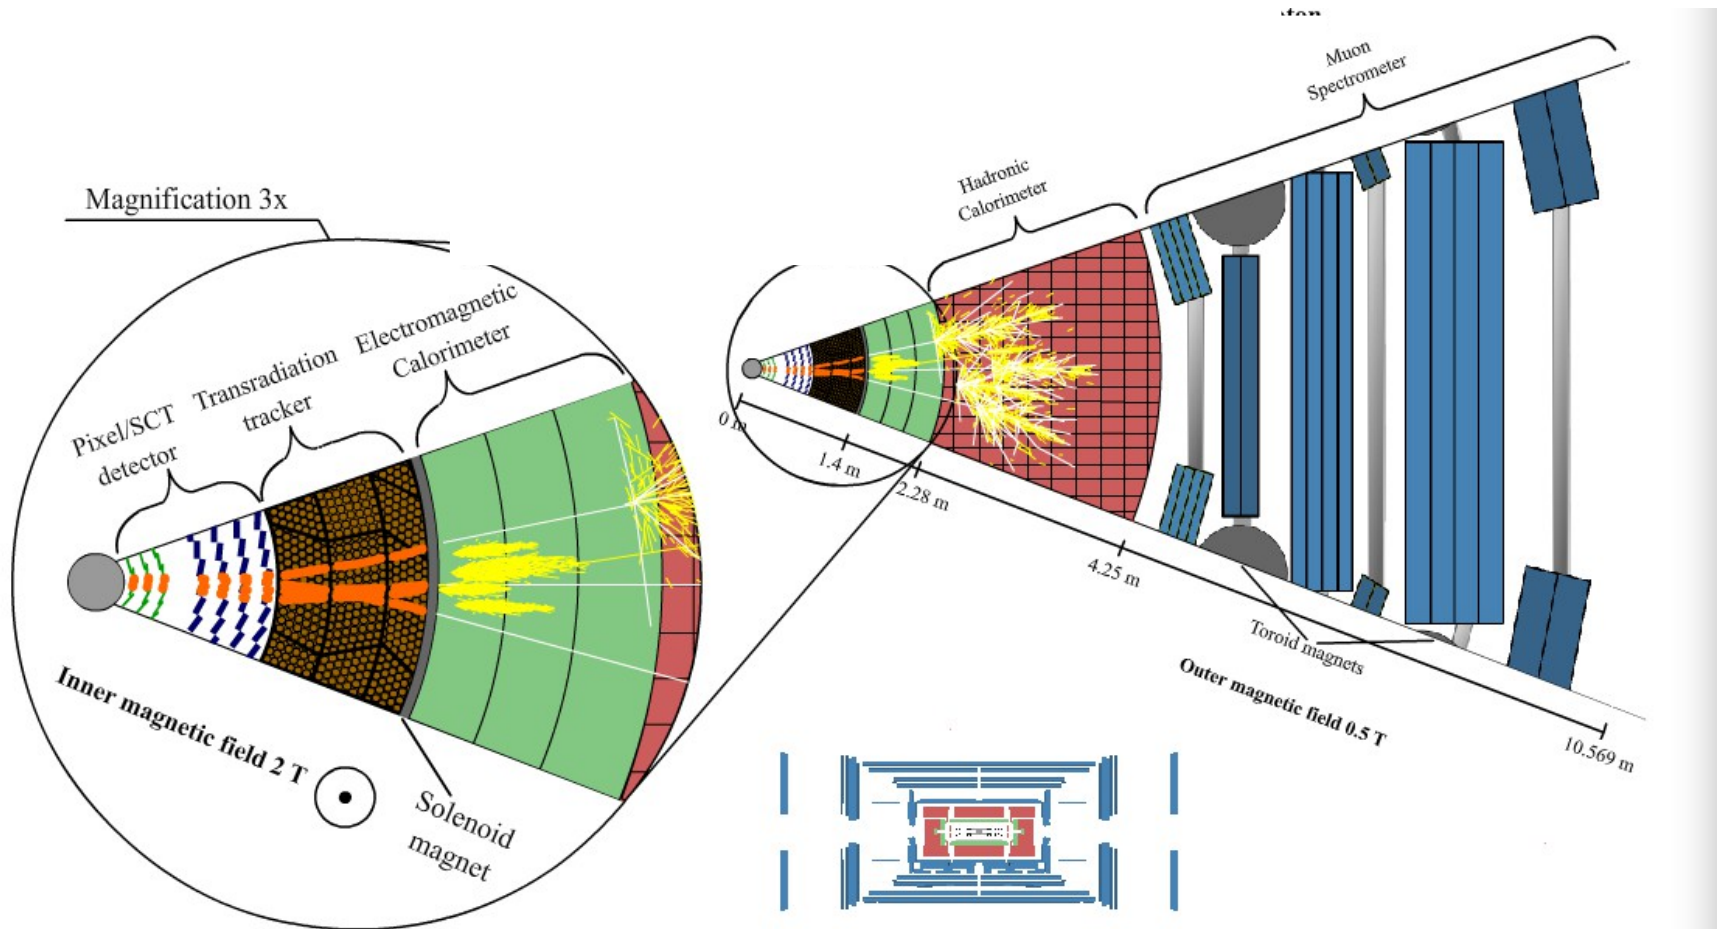 Muon
Spectrometer
Hadronic
Calorimeter
Magnification 3x
Electromagnetic
Calorimeter
Transradiation
tracker
Pixel/SCT
detector
0 m
1.4 m
2.28 m
4.25 m
10.569 m
Toroid magnets
Outer magnetic field 0.5 T
Inner magnetic field 2 T
Solenoid
magnet